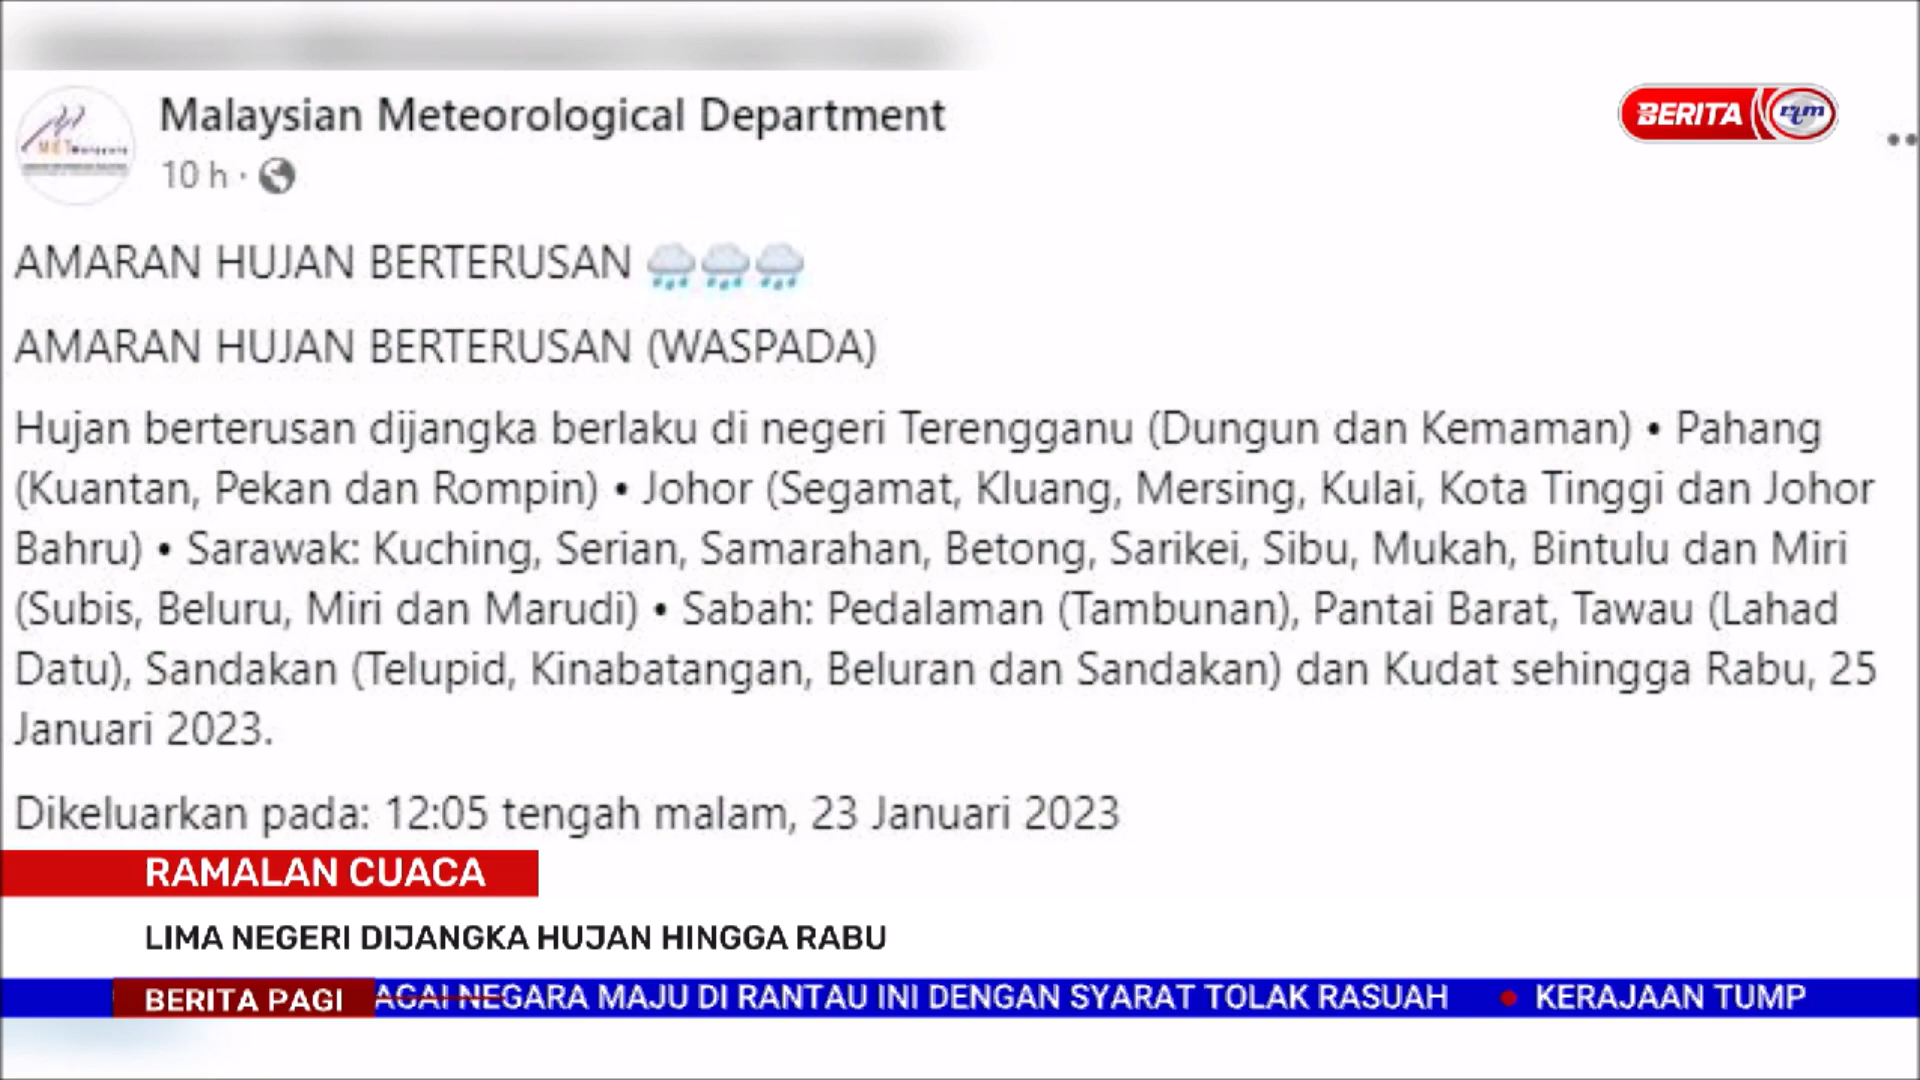 Malaysian Meteorological Department
BERITA rtm
10 h ·
AMARAN HUJAN BERTERUSAN 🌧️🌧️🌧️
AMARAN HUJAN BERTERUSAN (WASPADA)
Hujan berterusan dijangka berlaku di negeri Terengganu (Dungun dan Kemaman) • Pahang
(Kuantan, Pekan dan Rompin) • Johor (Segamat, Kluang, Mersing, Kulai, Kota Tinggi dan Johor
Bahru) • Sarawak: Kuching, Serian, Samarahan, Betong, Sarikei, Sibu, Mukah, Bintulu dan Miri
(Subis, Beluru, Miri dan Marudi) • Sabah: Pedalaman (Tambunan), Pantai Barat, Tawau (Lahad
Datu), Sandakan (Telupid, Kinabatangan, Beluran dan Sandakan) dan Kudat sehingga Rabu, 25
Januari 2023.
Dikeluarkan pada: 12:05 tengah malam, 23 Januari 2023
RAMALAN CUACA
LIMA NEGERI DIJANGKA HUJAN HINGGA RABU
BERITA PAGI AGAI NEGARA MAJU DI RANTAU INI DENGAN SYARAT TOLAK RASUAH • KERAJAAN TUMP